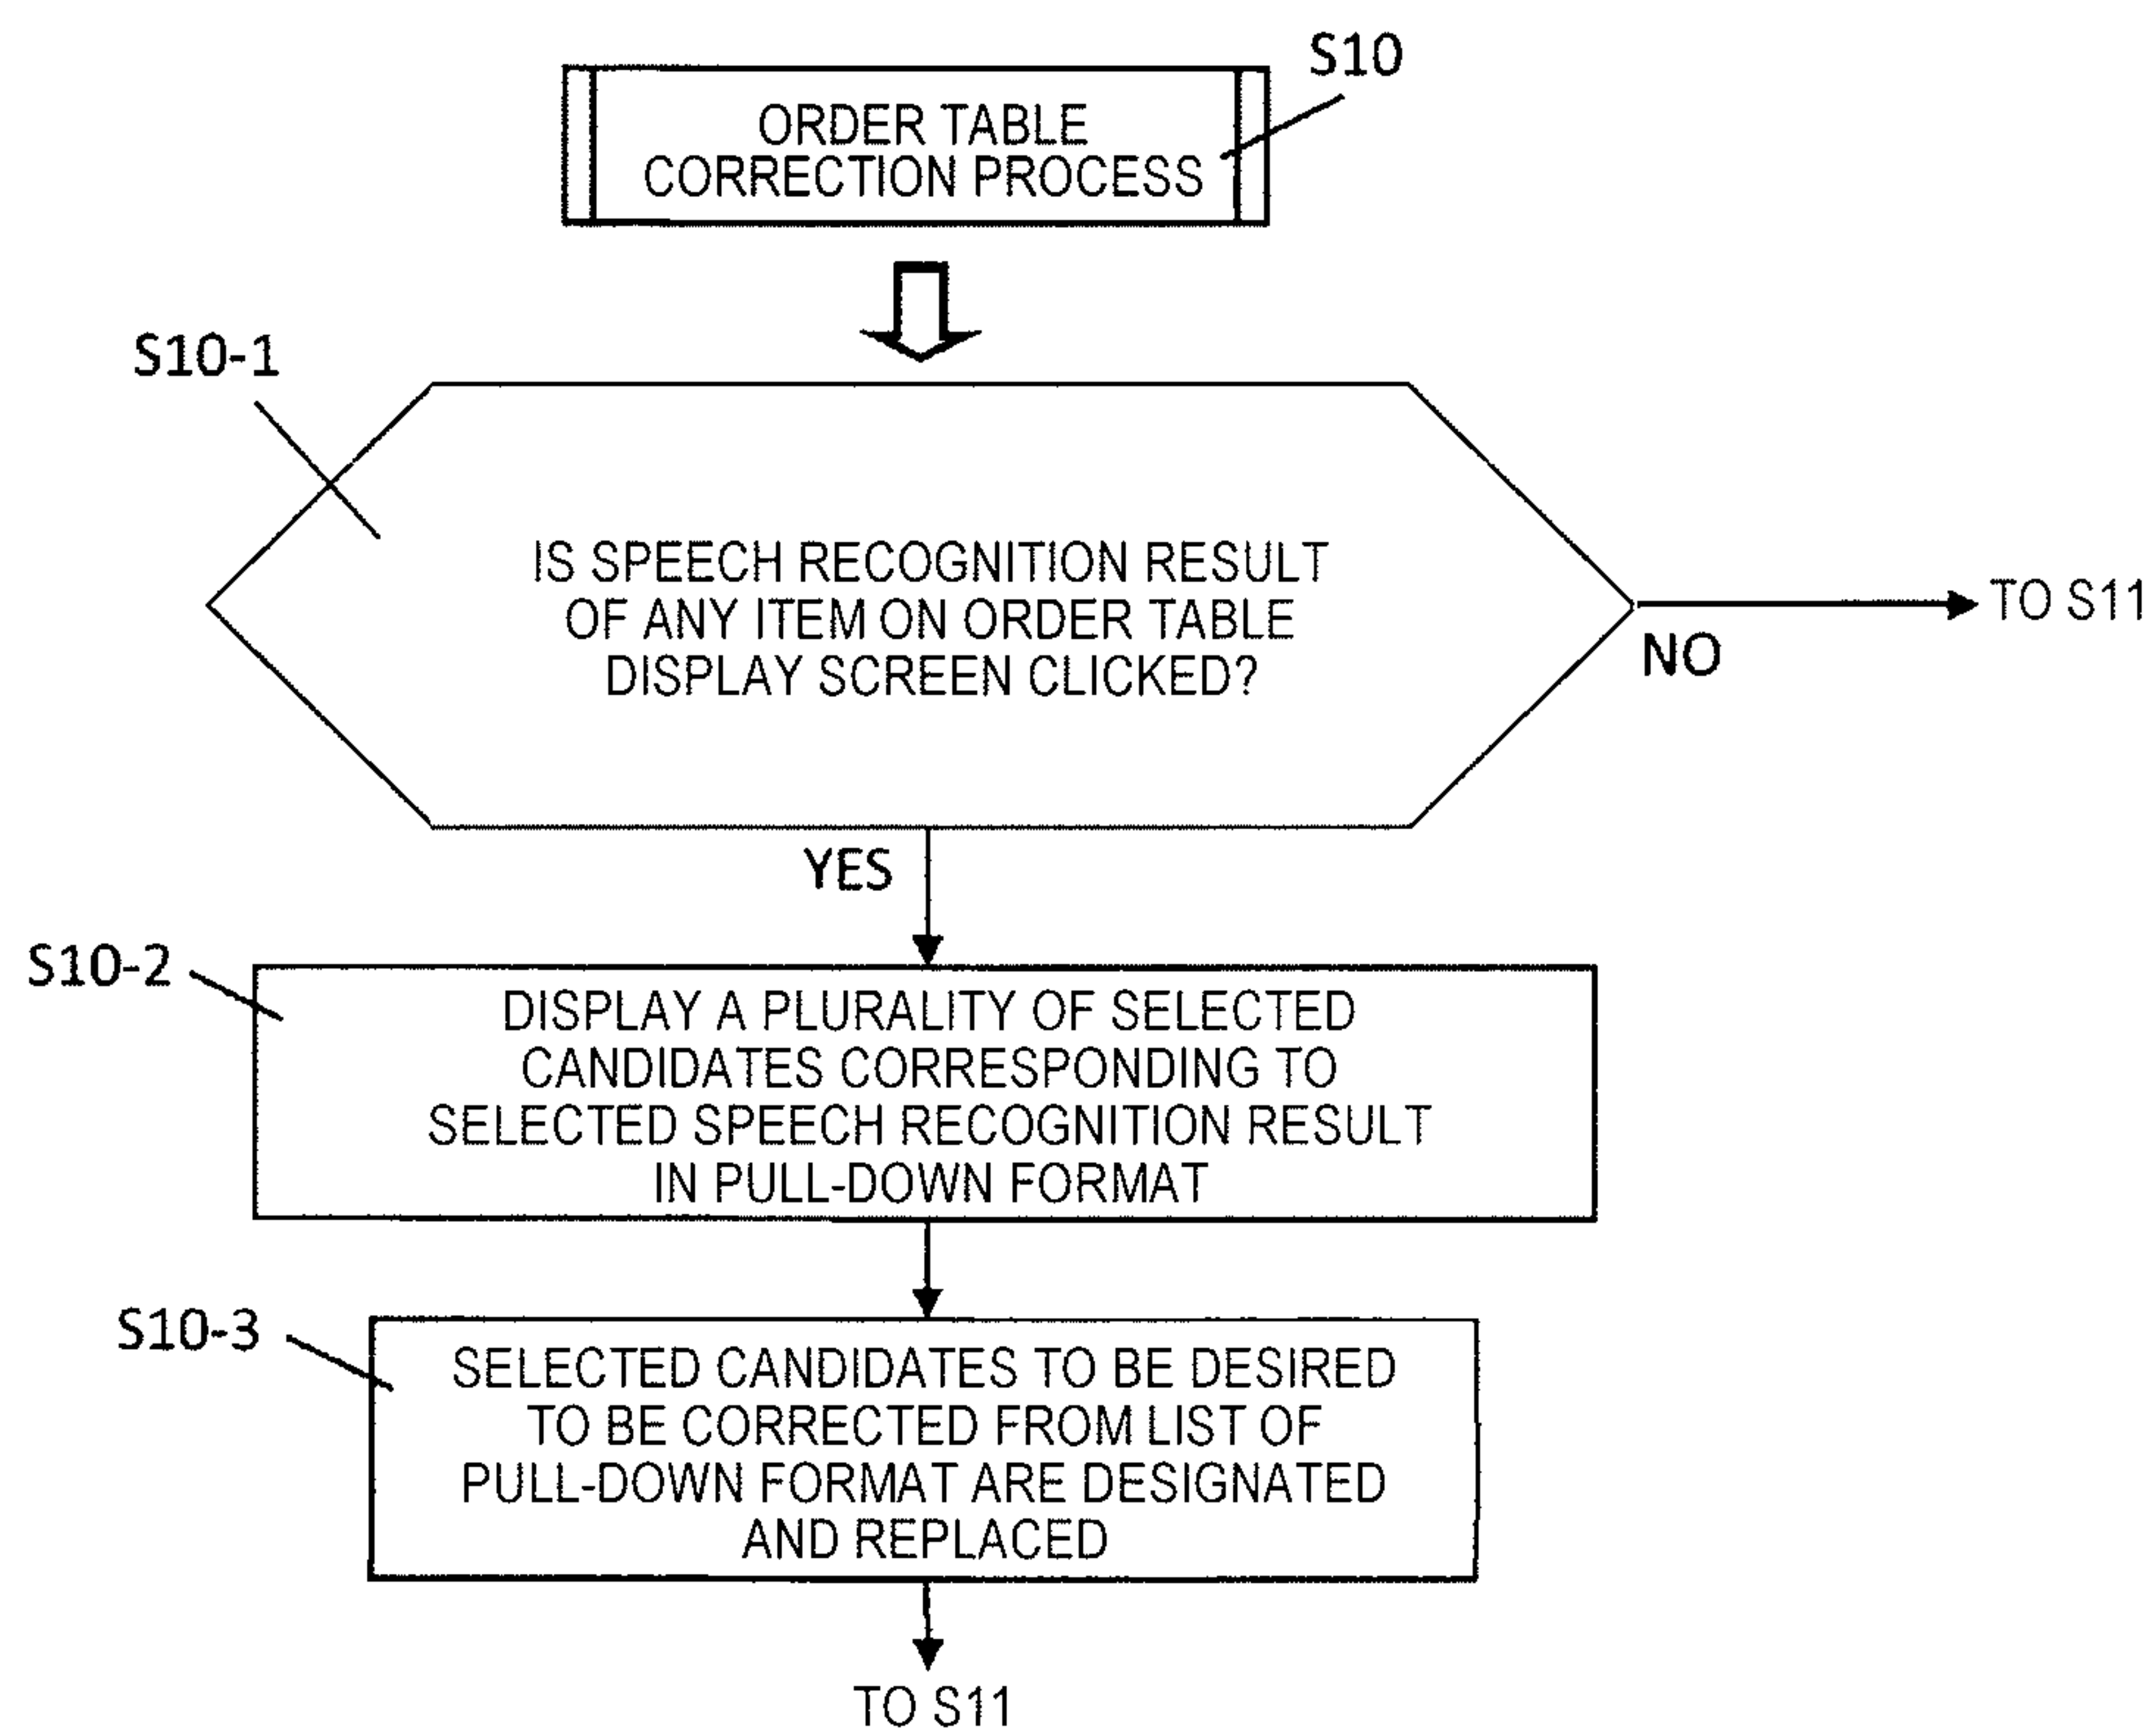 S10
ORDER TABLE
CORRECTION PROCESS
S10-1
IS SPEECH RECOGNITION RESULT
OF ANY ITEM ON ORDER TABLE
DISPLAY SCREEN CLICKED?
TO S11
NO
YES
S10-2
DISPLAY A PLURALITY OF SELECTED
CANDIDATES CORRESPONDING TO
SELECTED SPEECH RECOGNITION RESULT
IN PULL-DOWN FORMAT
S10-3
SELECTED CANDIDATES TO BE DESIRED
TO BE CORRECTED FROM LIST OF
PULL-DOWN FORMAT ARE DESIGNATED
AND REPLACED
TO S11